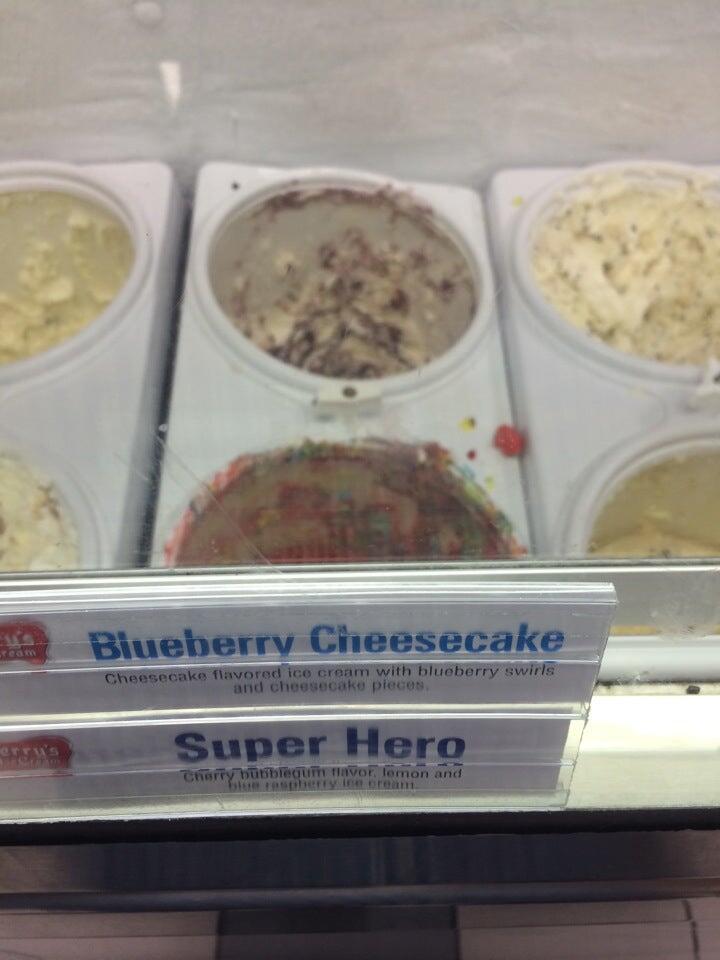 Blueberry Cheesecake
Cheesecake flavored ice cream with blueberry swirls
and cheesecake pieces.
Super Hero
Cherry bubblegum flavor, lemon and
blue raspberry ice cream.